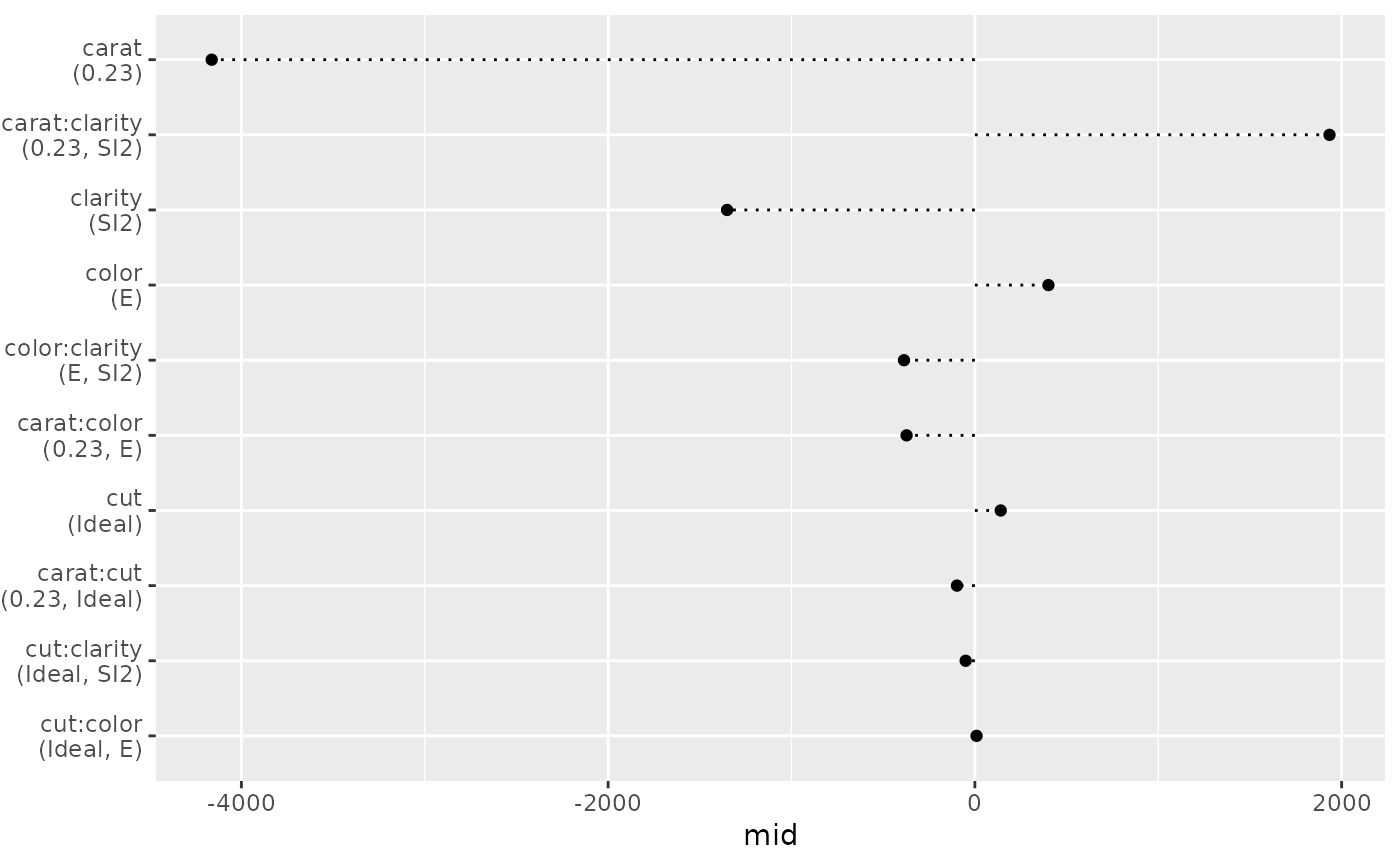 carat
(0.23)
carat:clarity
(0.23, SI2)
clarity
(SI2)
color
(E)
color:clarity
(E, SI2)
carat:color
(0.23, E)
cut
(Ideal)
carat:cut
(0.23, Ideal)
cut:clarity
(Ideal, SI2)
cut:color
(Ideal, E)
-4000
-2000
0
2000
mid